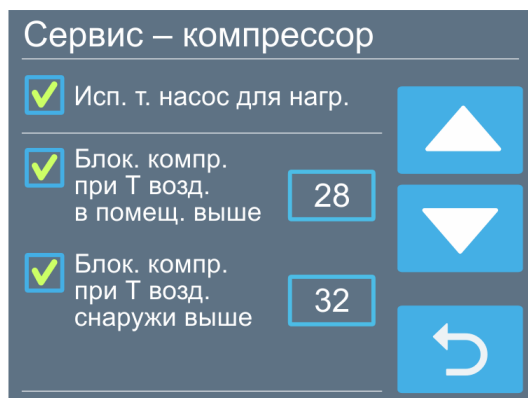 Сервис – компрессор
Исп. т. насос для нагр.
Блок. компр.
при Т возд.
в помещ. выше
28
Блок. компр.
при Т возд.
снаружи выше
32